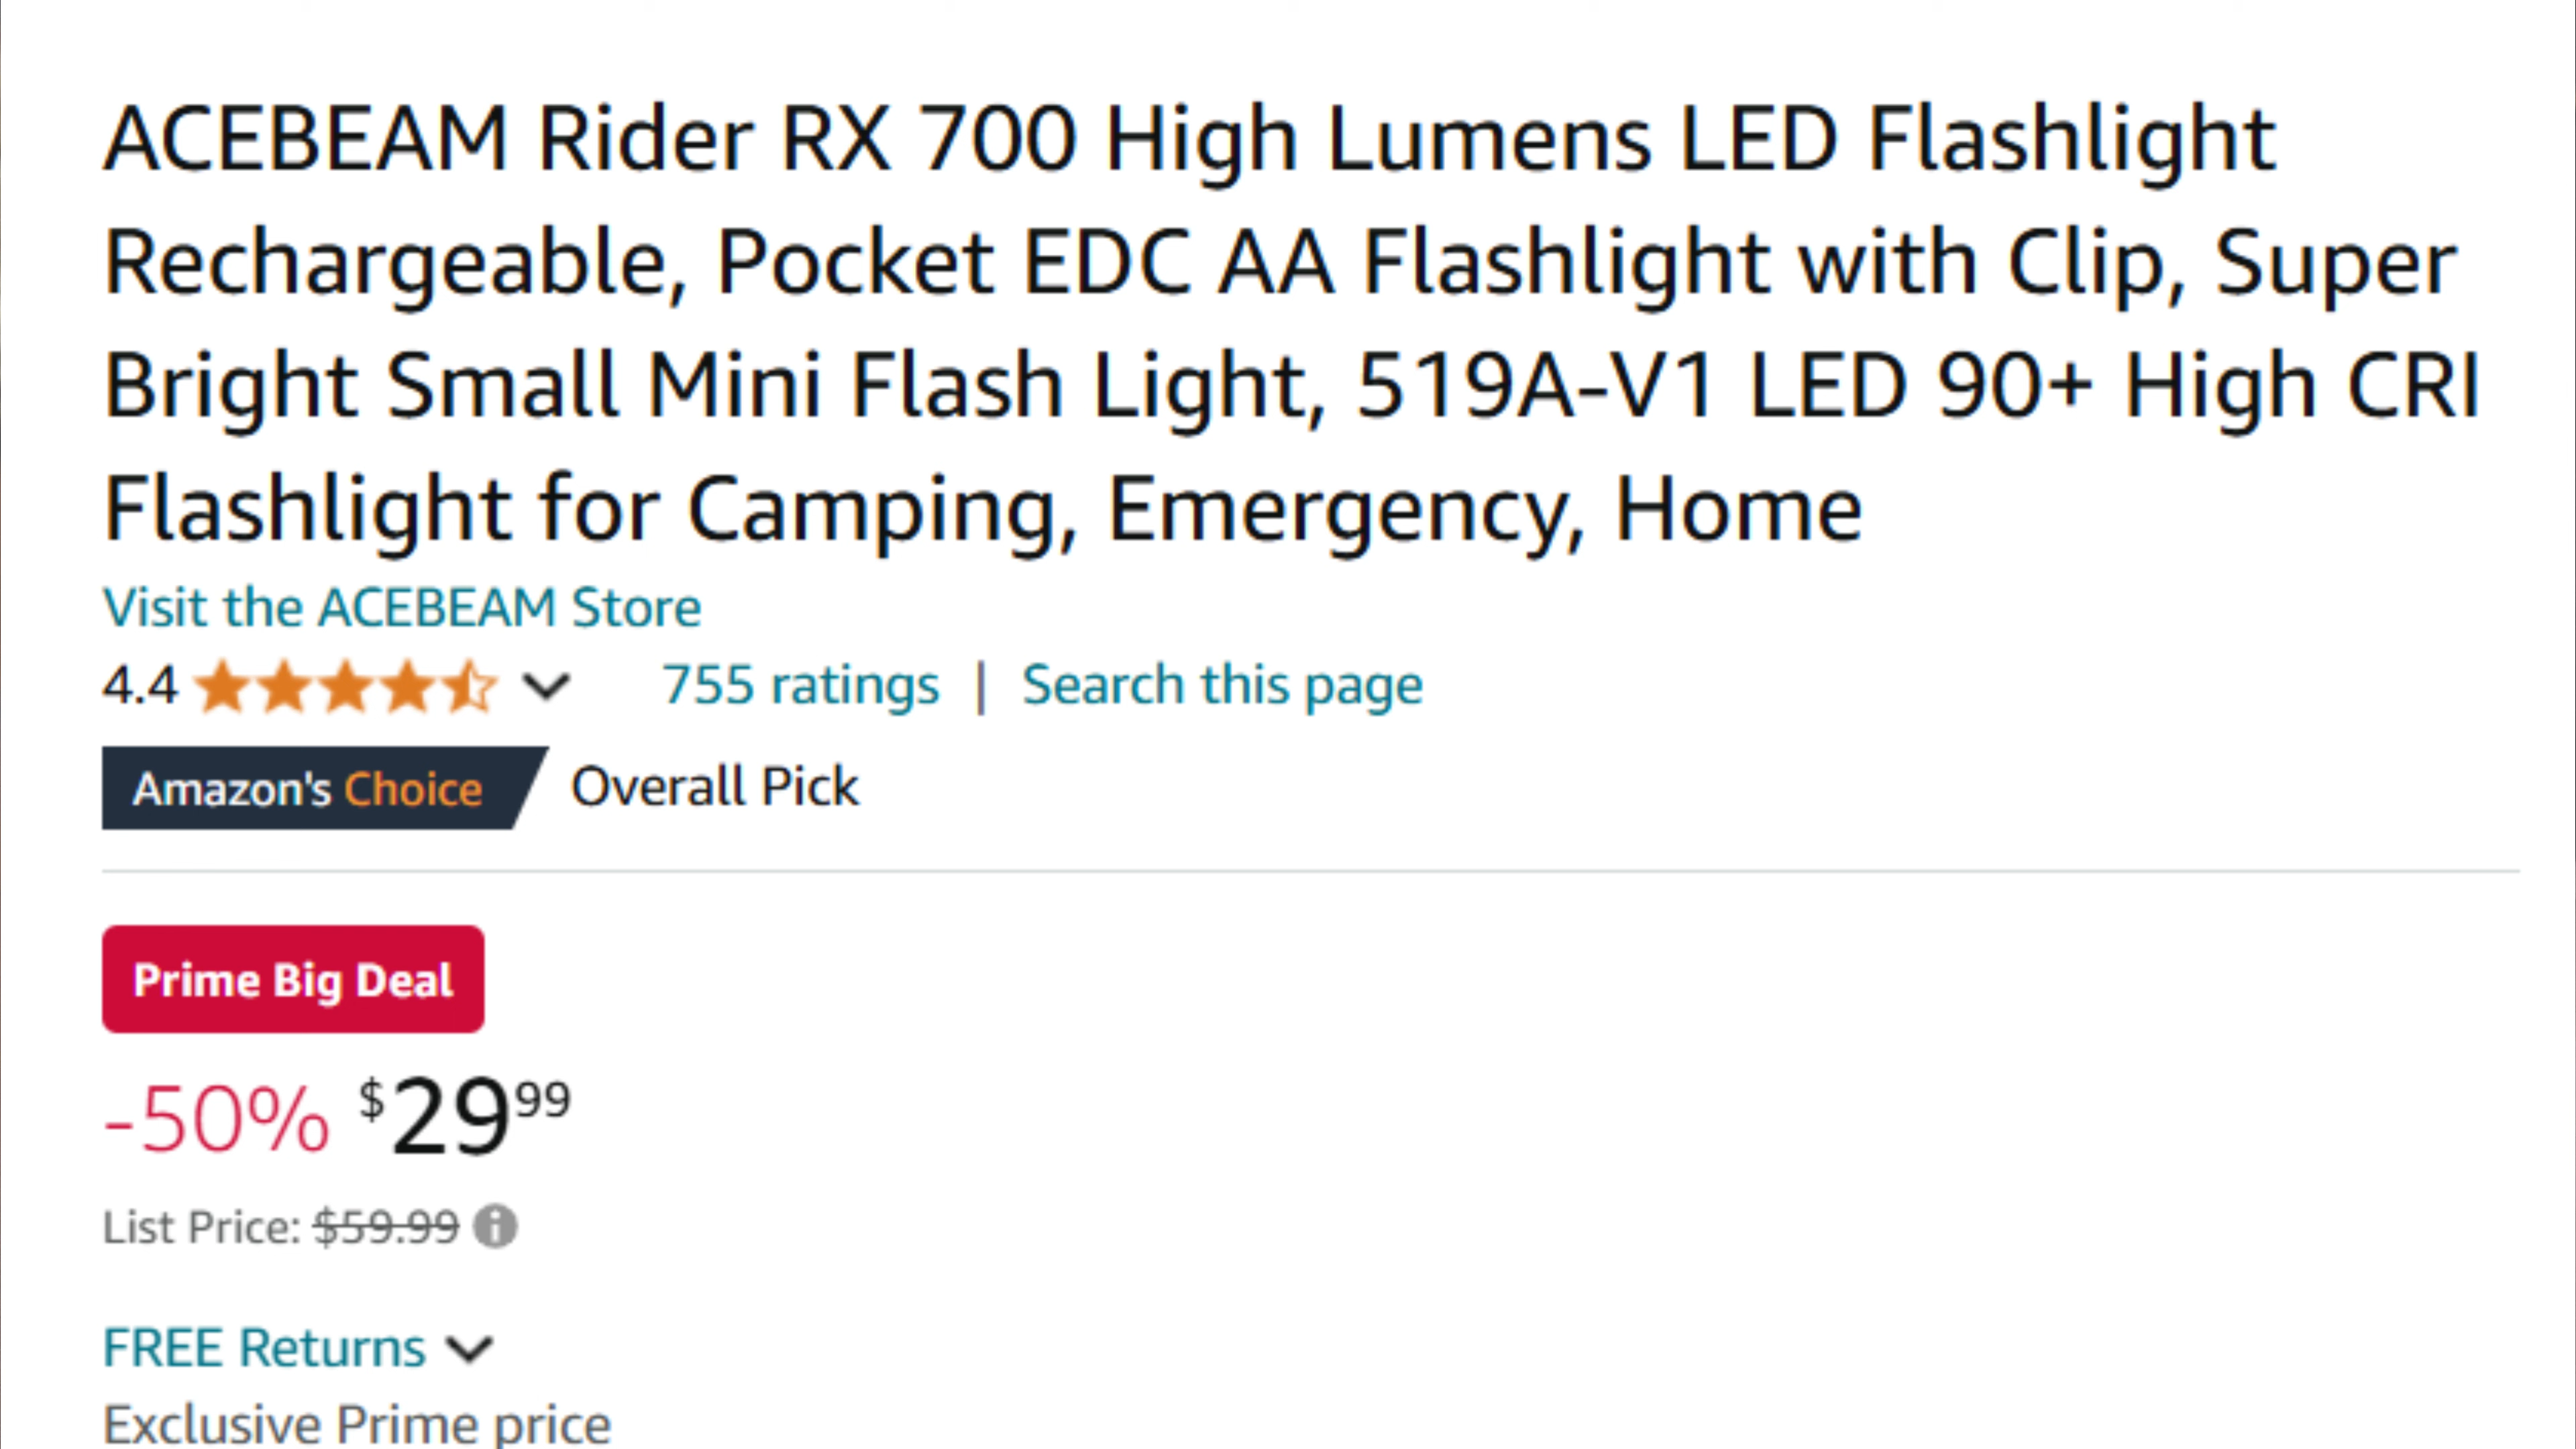 ACEBEAM Rider RX 700 High Lumens LED Flashlight
Rechargeable, Pocket EDC AA Flashlight with Clip, Super
Bright Small Mini Flash Light, 519A-V1 LED 90+ High CRI
Flashlight for Camping, Emergency, Home
Visit the ACEBEAM Store
4.4 755 ratings | Search this page
Amazon's Choice Overall Pick
Prime Big Deal
-50% $29.99
List Price: $59.99
FREE Returns
Exclusive Prime price